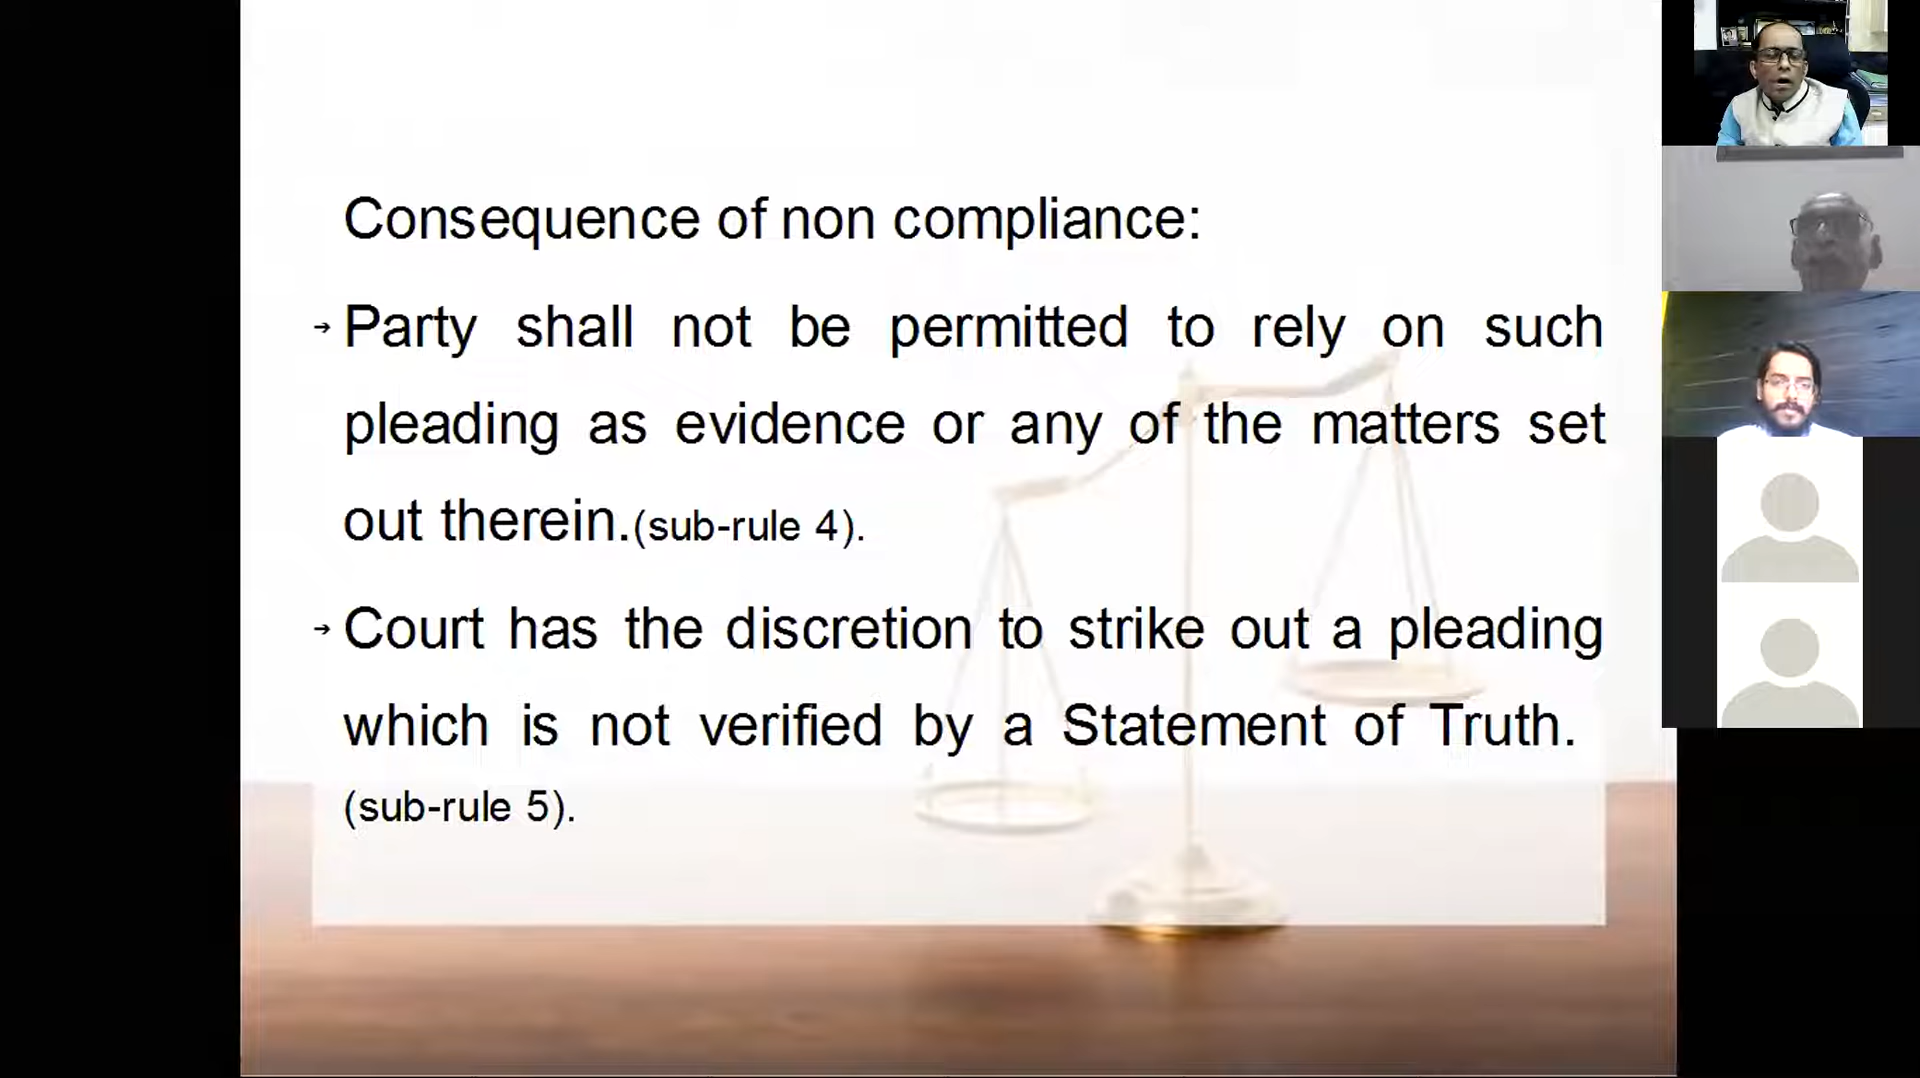 Consequence of non compliance:
➔ Party shall not be permitted to rely on such
pleading as evidence or any of the matters set
out therein.(sub-rule 4).
➔ Court has the discretion to strike out a pleading
which is not verified by a Statement of Truth.
(sub-rule 5).